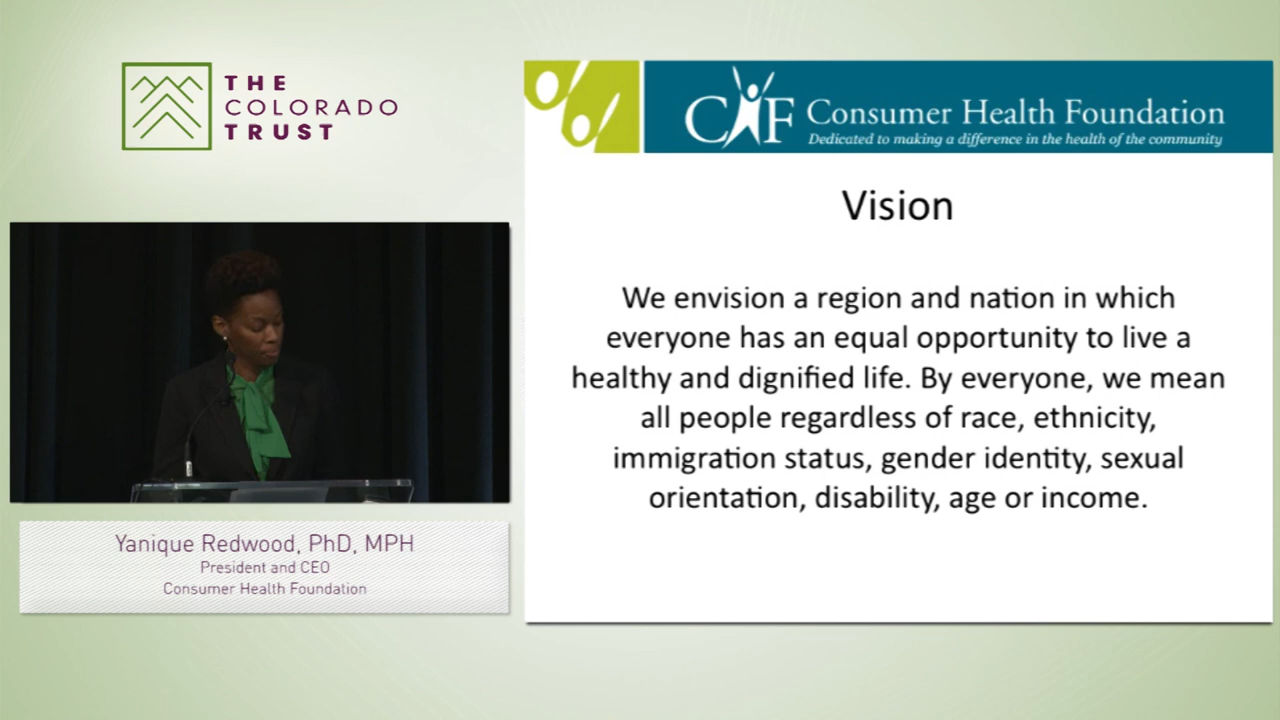 THE
COLORADO
TRUST
CHF Consumer Health Foundation
Dedicated to making a difference in the health of the community
Vision
We envision a region and nation in which
everyone has an equal opportunity to live a
healthy and dignified life. By everyone, we mean
all people regardless of race, ethnicity,
immigration status, gender identity, sexual
orientation, disability, age or income.
Yanique Redwood, PhD, MPH
President and CEO
Consumer Health Foundation